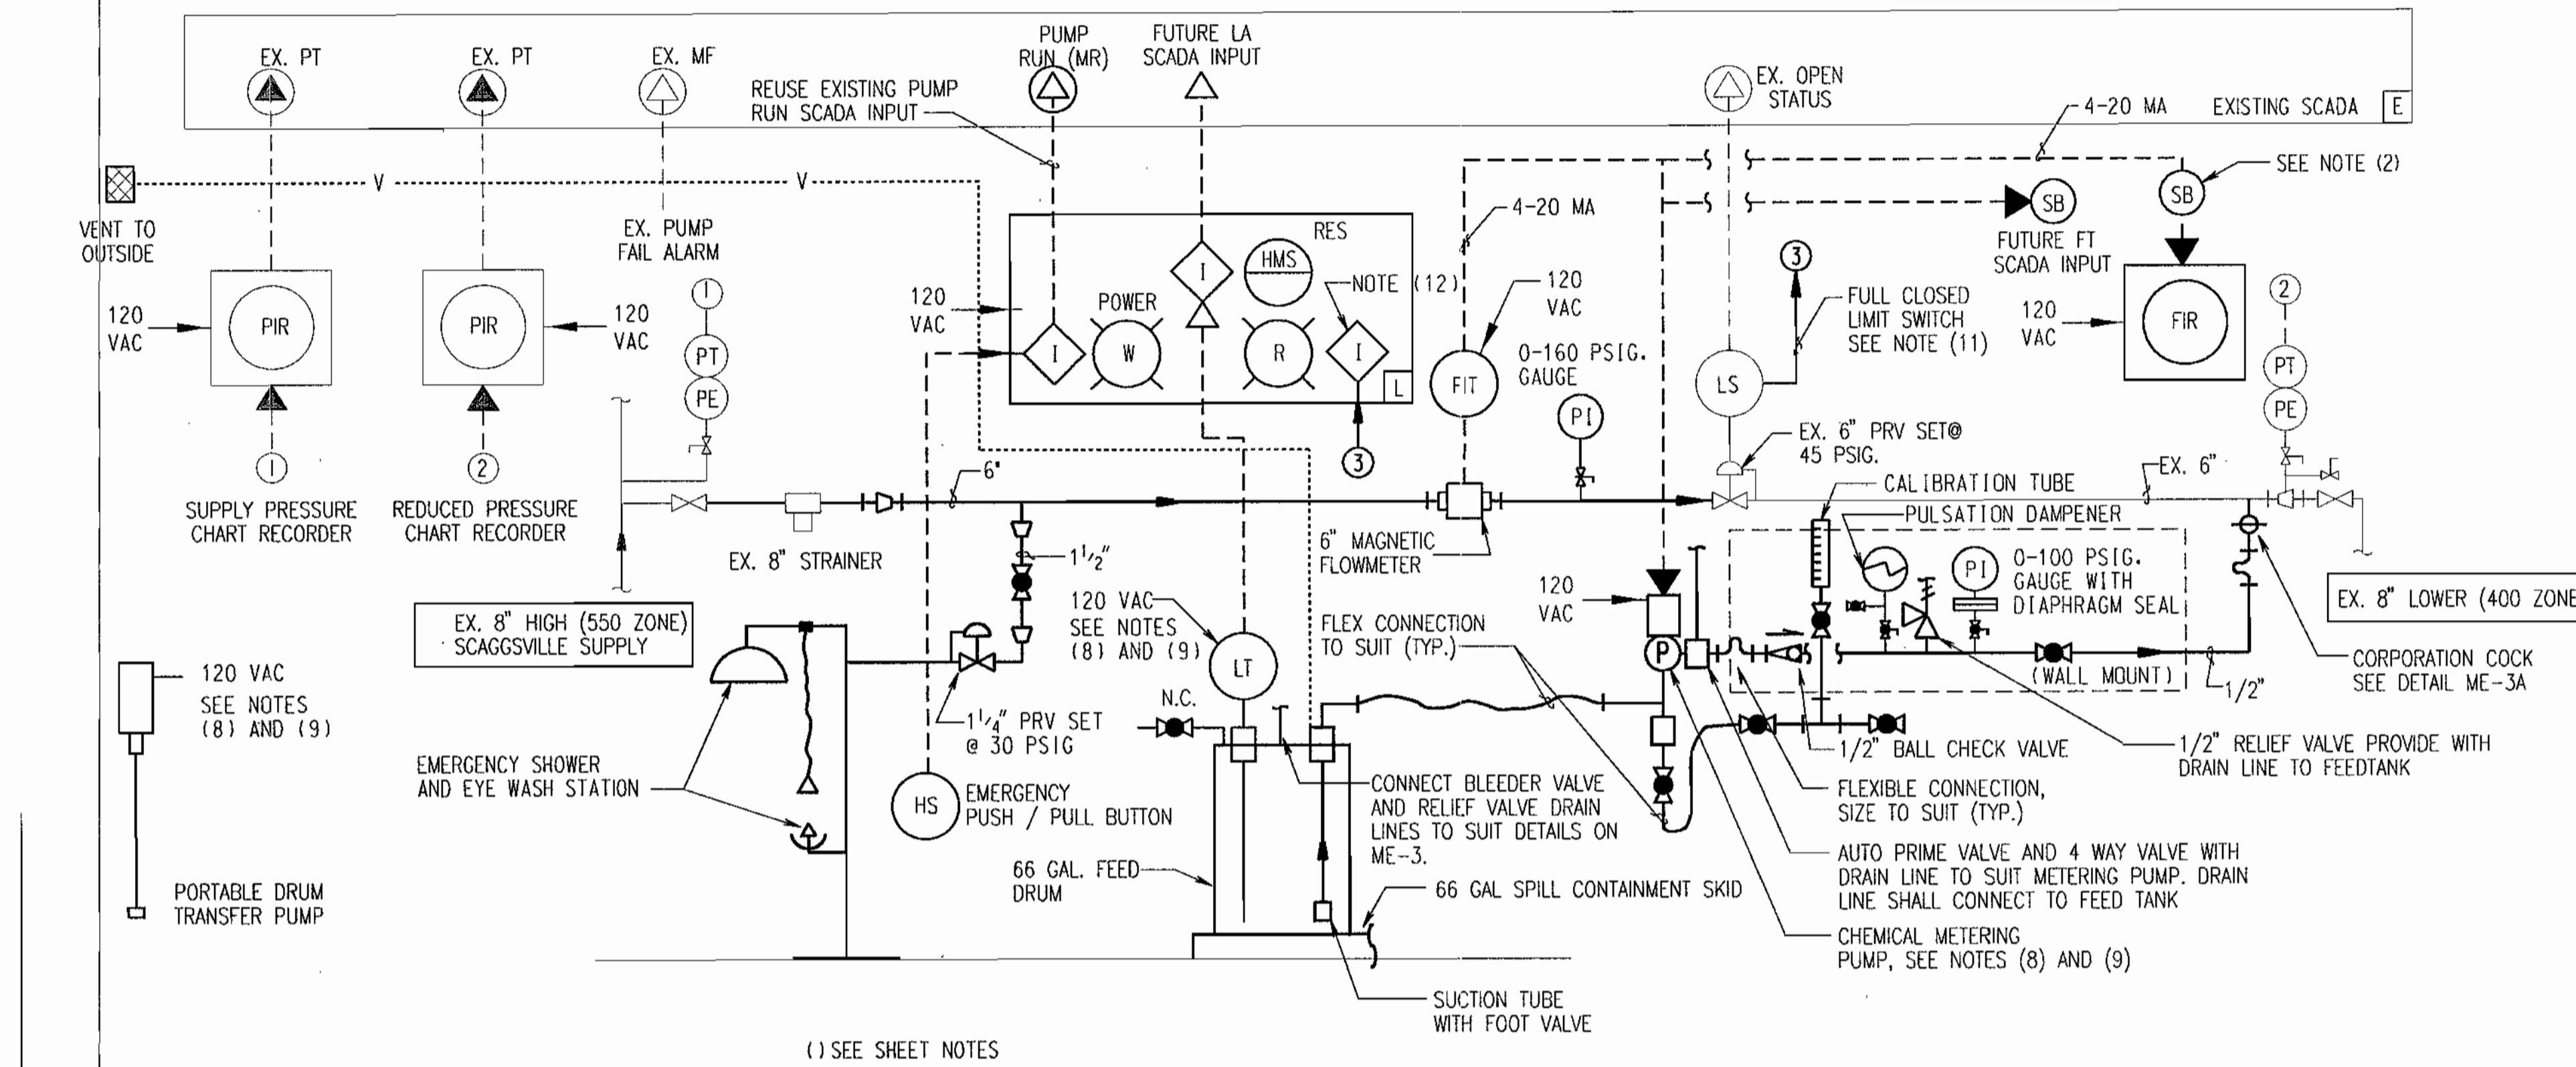 EX. PT
EX. PT
EX. MF
PUMP
RUN (MR)
FUTURE LA
SCADA INPUT
EX. OPEN
STATUS
REUSE EXISTING PUMP
RUN SCADA INPUT
4-20 MA
EXISTING SCADA
E
SEE NOTE (2)
V
V
VENT TO
OUTSIDE
EX. PUMP
FAIL ALARM
120
VAC
PIR
PIR
120
VAC
1
PT
PE
1
2
SUPPLY PRESSURE
CHART RECORDER
REDUCED PRESSURE
CHART RECORDER
120
VAC
POWER
I
W
I
RES
HMS
R
I
NOTE (12)
L
3
4-20 MA
120
VAC
FIT
0-160 PSIG.
GAUGE
PI
3
FULL CLOSED
LIMIT SWITCH
SEE NOTE (11)
LS
SB
FUTURE FT
SCADA INPUT
SB
120
VAC
FIR
2
PT
PE
EX. 6" PRV SET@
45 PSIG.
EX. 6"
CALIBRATION TUBE
PULSATION DAMPENER
6"
EX. 8" STRAINER
1 1/2"
6" MAGNETIC
FLOWMETER
PI
0-100 PSIG.
GAUGE WITH
DIAPHRAGM SEAL
EX. 8" HIGH (550 ZONE)
SCAGGSVILLE SUPPLY
EX. 8" LOWER (400 ZONE
120 VAC
SEE NOTES
(8) AND (9)
120 VAC
SEE NOTES
(8) AND (9)
LT
FLEX CONNECTION
TO SUIT (TYP.)
120
VAC
P
(WALL MOUNT)
1/2"
CORPORATION COCK
SEE DETAIL ME-3A
N.C.
1 1/4" PRV SET
@ 30 PSIG
EMERGENCY SHOWER
AND EYE WASH STATION
HS
EMERGENCY
PUSH / PULL BUTTON
CONNECT BLEEDER VALVE
AND RELIEF VALVE DRAIN
LINES TO SUIT DETAILS ON
ME-3.
1/2" BALL CHECK VALVE
1/2" RELIEF VALVE PROVIDE WITH
DRAIN LINE TO FEEDTANK
FLEXIBLE CONNECTION,
SIZE TO SUIT (TYP.)
66 GAL. FEED
DRUM
66 GAL SPILL CONTAINMENT SKID
AUTO PRIME VALVE AND 4 WAY VALVE WITH
DRAIN LINE TO SUIT METERING PUMP. DRAIN
LINE SHALL CONNECT TO FEED TANK
PORTABLE DRUM
TRANSFER PUMP
CHEMICAL METERING
PUMP, SEE NOTES (8) AND (9)
SUCTION TUBE
WITH FOOT VALVE
() SEE SHEET NOTES